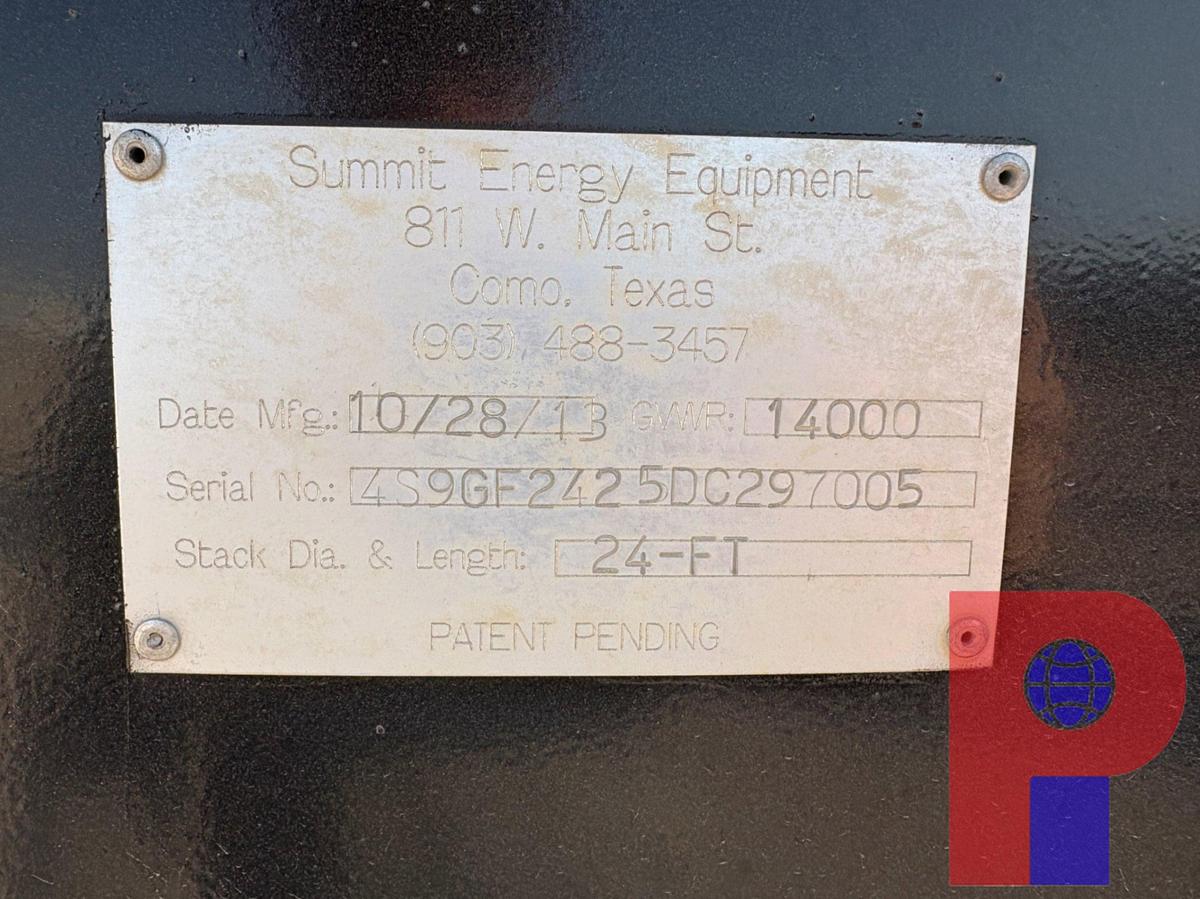 Summit Energy Equipment
811 W. Main St.
Como, Texas
(903) 488-3457
Date Mfg.: 10/28/13 GVWR: 14000
Serial No.: 4S9GF2425DC297005
Stack Dia. & Length: 24-FT
PATENT PENDING